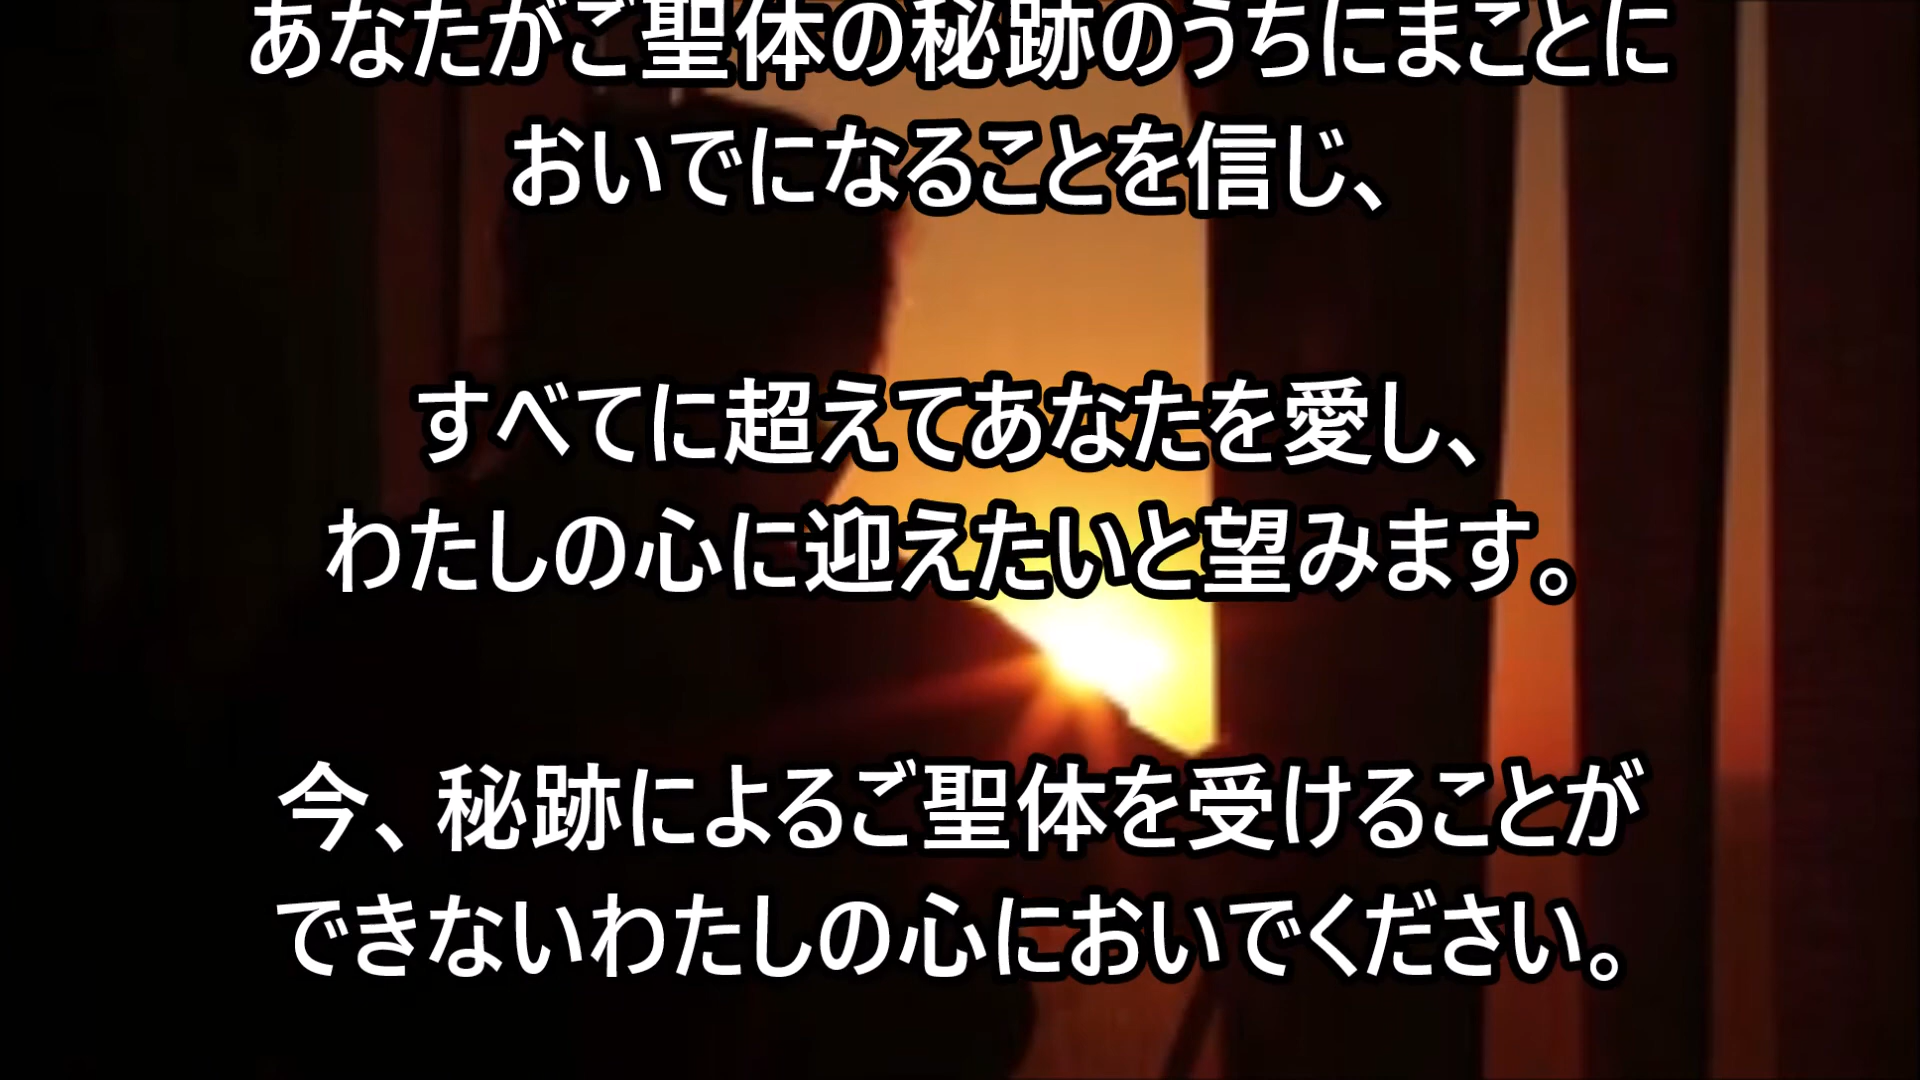 あなたがご聖体の秘跡のうちにまことに
おいでになることを信じ、
すべてに超えてあなたを愛し、
わたしの心に迎えたいと望みます。
今、秘跡によるご聖体を受けることが
できないわたしの心においでください。